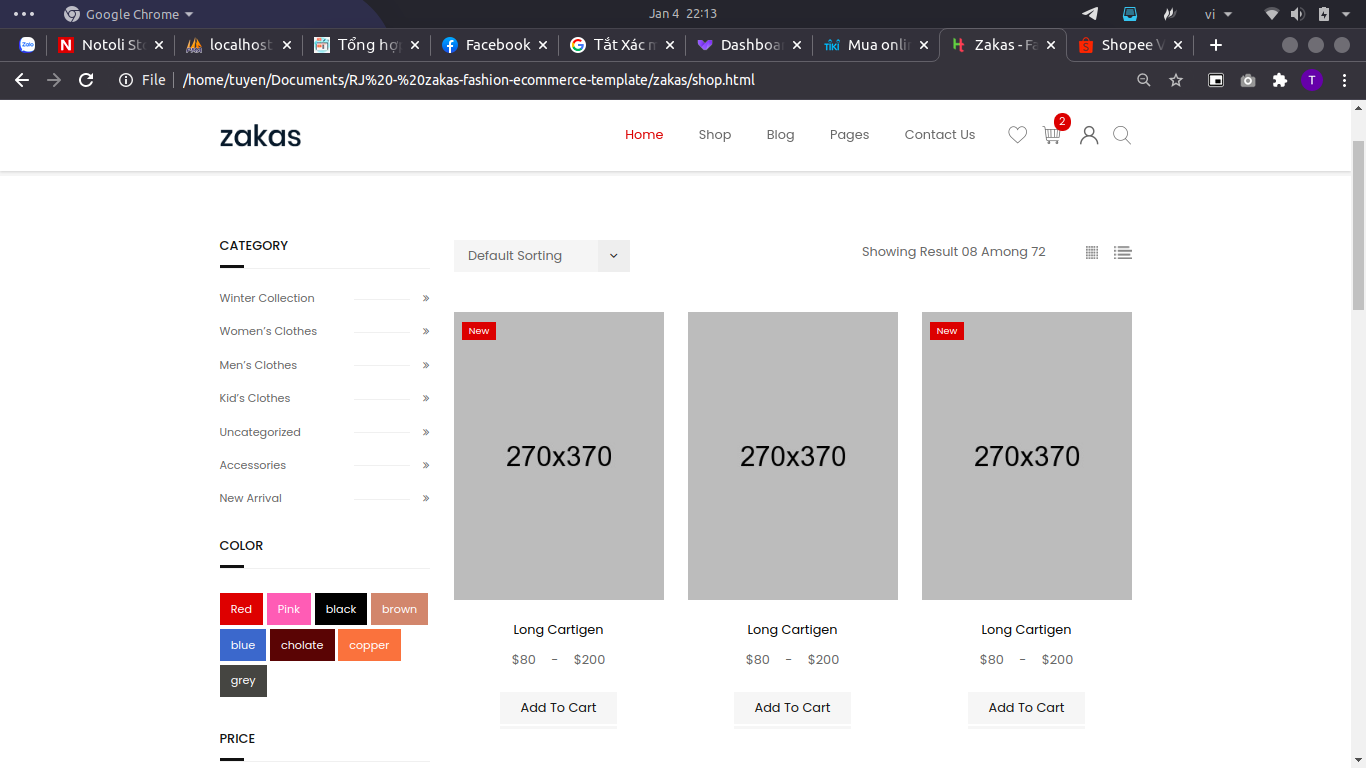 Google Chrome
Jan 4 22:13
vi
Zalo
Notoli Sto
localhost
Tổng hợp
Facebook
Tắt Xác m
Dashboa
TIKI
Mua onli
Zakas - Fa
Shopee V
File
/home/tuyen/Documents/RJ%20-%20zakas-fashion-ecommerce-template/zakas/shop.html
T
zakas
Home
Shop
Blog
Pages
Contact Us
2
CATEGORY
Winter Collection
Women’s Clothes
Men’s Clothes
Kid’s Clothes
Uncategorized
Accessories
New Arrival
COLOR
Red Pink black brown
blue cholate copper
grey
PRICE
Default Sorting
Showing Result 08 Among 72
New
270x370
Long Cartigen
$80 - $200
Add To Cart
270x370
Long Cartigen
$80 - $200
Add To Cart
New
270x370
Long Cartigen
$80 - $200
Add To Cart